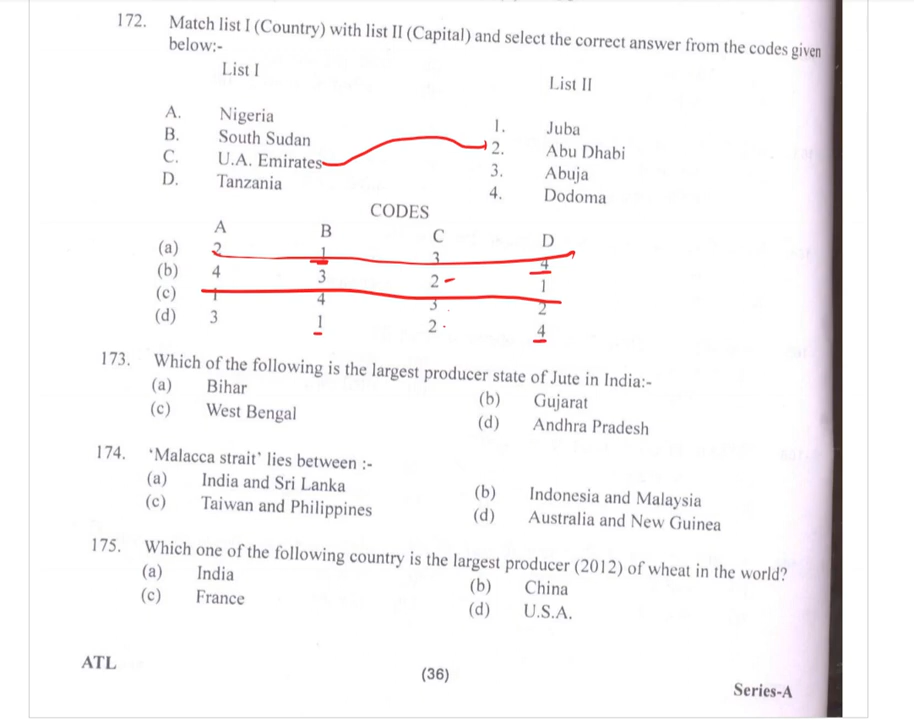 172. Match list I (Country) with list II (Capital) and select the correct answer from the codes given
below:-
List I List II
A. Nigeria 1. Juba
B. South Sudan 2. Abu Dhabi
C. U.A. Emirates 3. Abuja
D. Tanzania 4. Dodoma
CODES
A B C D
(a) 2 1 3 4
(b) 4 3 2 1
(c) 1 4 3 2
(d) 3 1 2 4
173. Which of the following is the largest producer state of Jute in India:-
(a) Bihar (b) Gujarat
(c) West Bengal (d) Andhra Pradesh
174. ‘Malacca strait’ lies between :-
(a) India and Sri Lanka (b) Indonesia and Malaysia
(c) Taiwan and Philippines (d) Australia and New Guinea
175. Which one of the following country is the largest producer (2012) of wheat in the world?
(a) India (b) China
(c) France (d) U.S.A.
ATL (36) Series-A